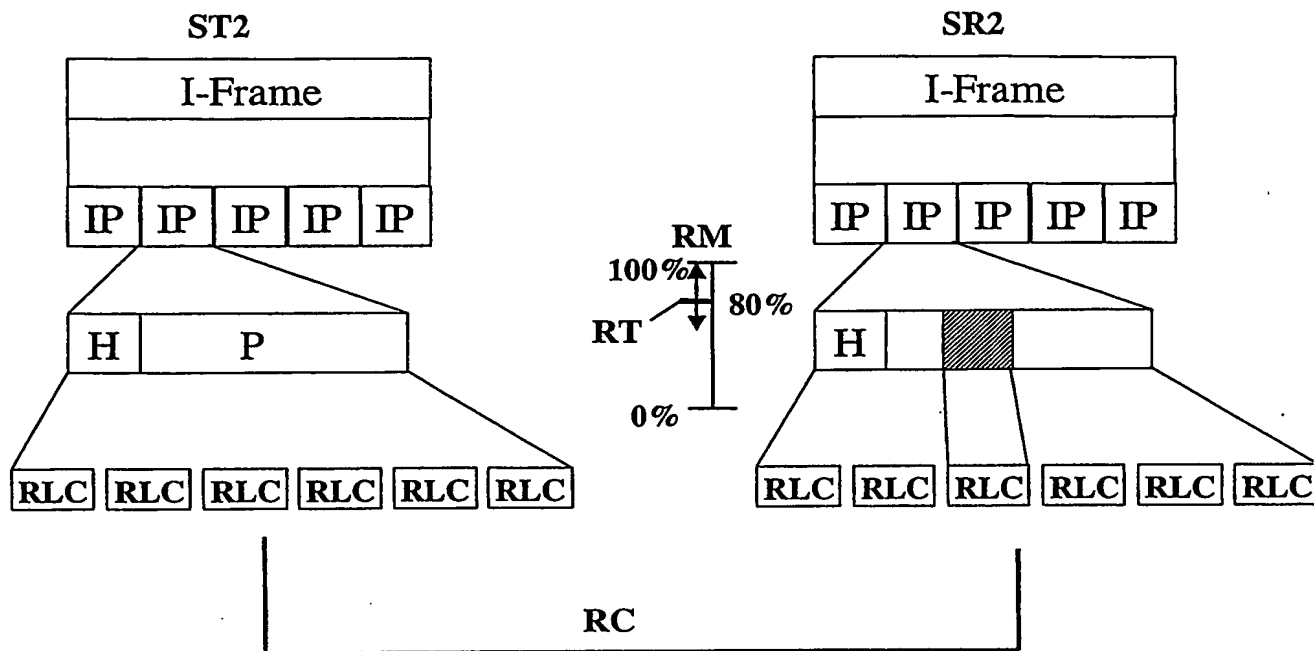 ST2
SR2
I-Frame
I-Frame
IP IP IP IP IP
IP IP IP IP IP
RM
100%
80%
RT
0%
H P
H
RLC RLC RLC RLC RLC RLC
RLC RLC RLC RLC RLC RLC
RC